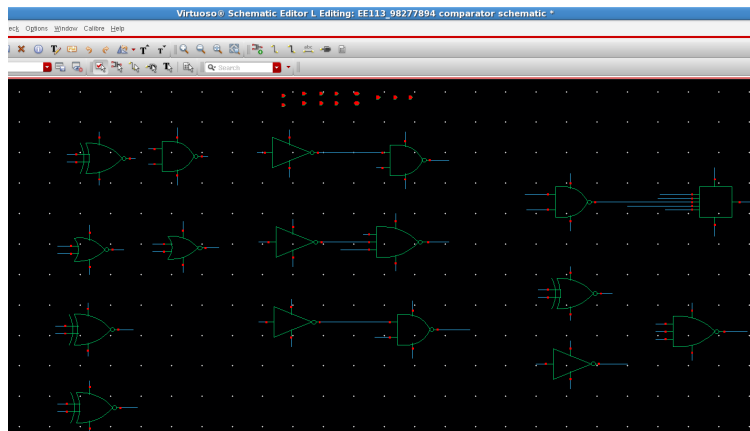 Virtuoso® Schematic Editor L Editing: EE113_98277894 comparator schematic *
eck Options Window Calibre Help
Search